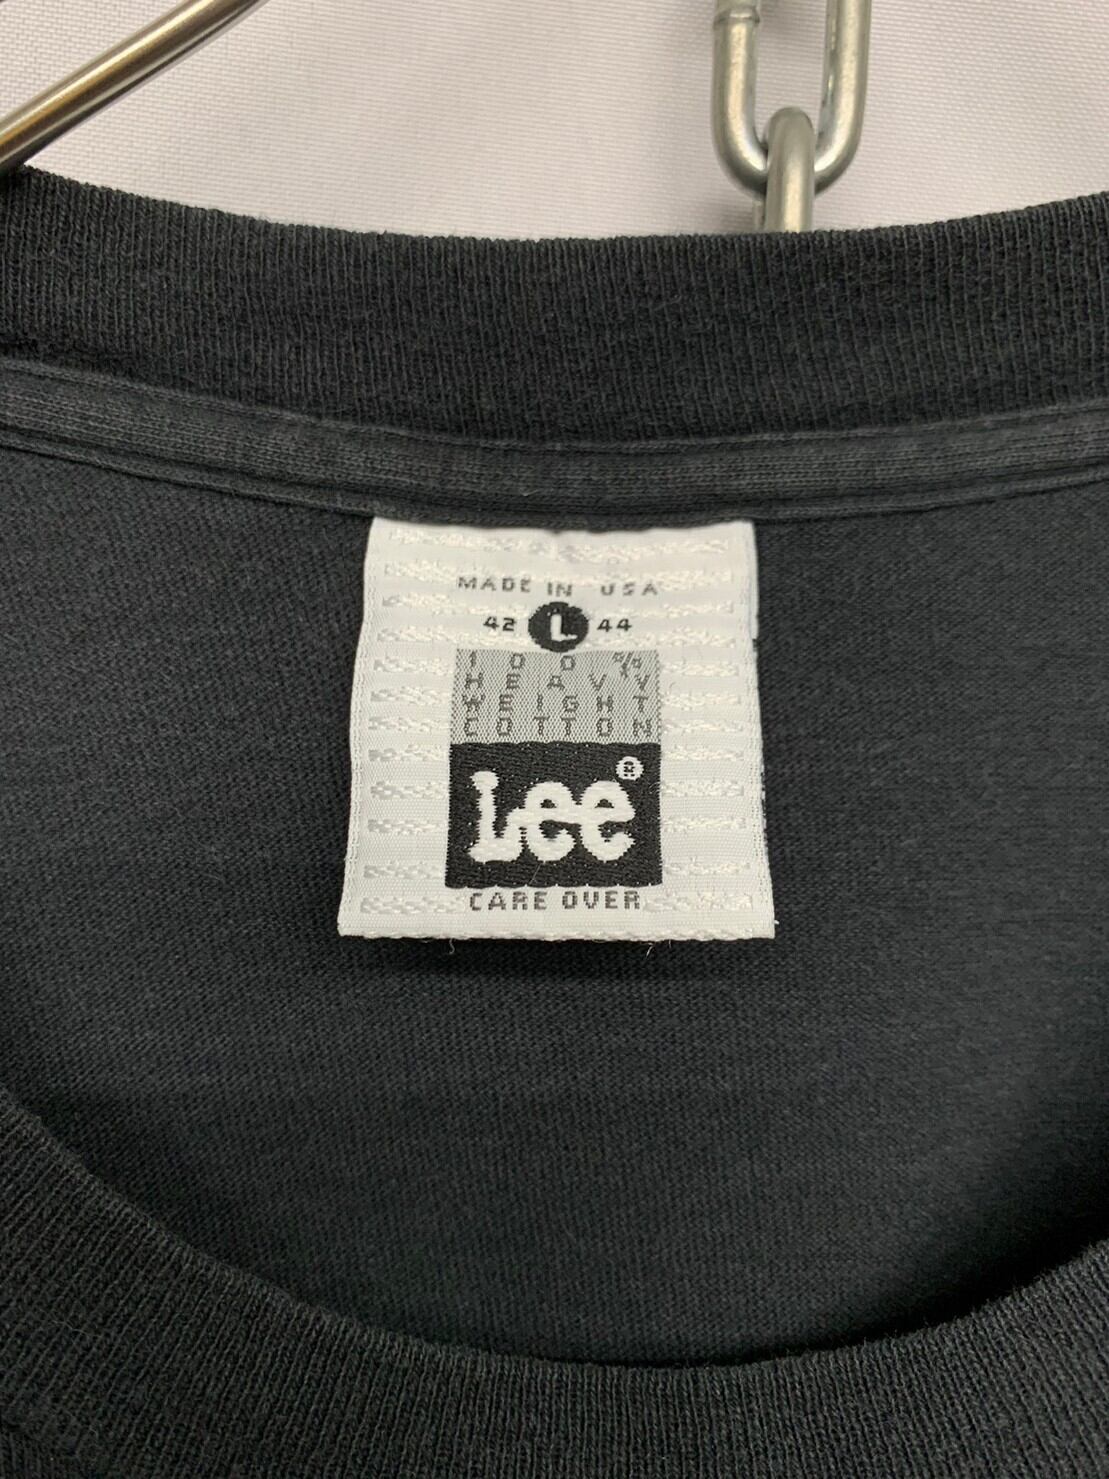 MADE IN USA
42 L 44
100%
HEAVY
WEIGHT
COTTON
Lee®
CARE OVER